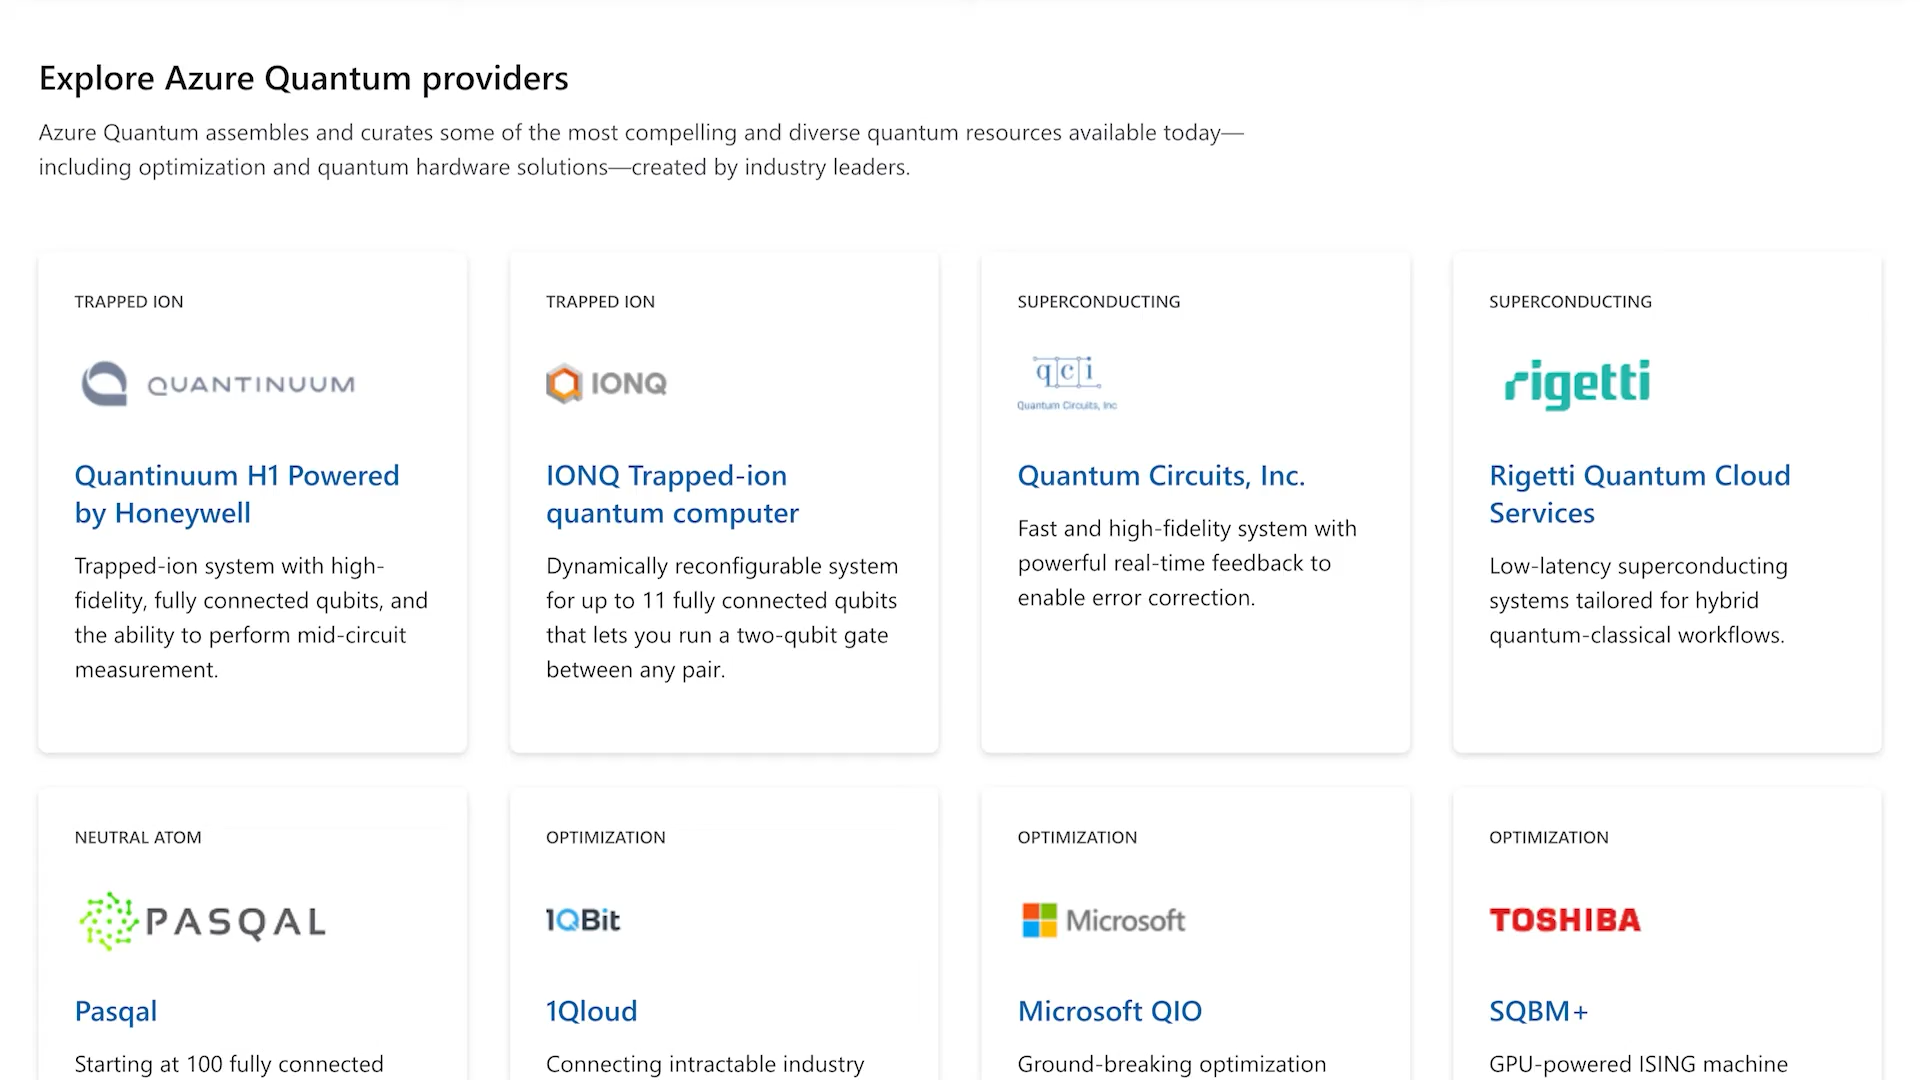 Explore Azure Quantum providers
Azure Quantum assembles and curates some of the most compelling and diverse quantum resources available today—
including optimization and quantum hardware solutions—created by industry leaders.
TRAPPED ION
QUANTINUUM
Quantinuum H1 Powered
by Honeywell
Trapped-ion system with high-
fidelity, fully connected qubits, and
the ability to perform mid-circuit
measurement.
TRAPPED ION
IONQ
IONQ Trapped-ion
quantum computer
Dynamically reconfigurable system
for up to 11 fully connected qubits
that lets you run a two-qubit gate
between any pair.
SUPERCONDUCTING
qci
Quantum Circuits, Inc
Quantum Circuits, Inc.
Fast and high-fidelity system with
powerful real-time feedback to
enable error correction.
SUPERCONDUCTING
rigetti
Rigetti Quantum Cloud
Services
Low-latency superconducting
systems tailored for hybrid
quantum-classical workflows.
NEUTRAL ATOM
PASQAL
Pasqal
Starting at 100 fully connected
OPTIMIZATION
1QBit
1Qloud
Connecting intractable industry
OPTIMIZATION
Microsoft
Microsoft QIO
Ground-breaking optimization
OPTIMIZATION
TOSHIBA
SQBM+
GPU-powered ISING machine